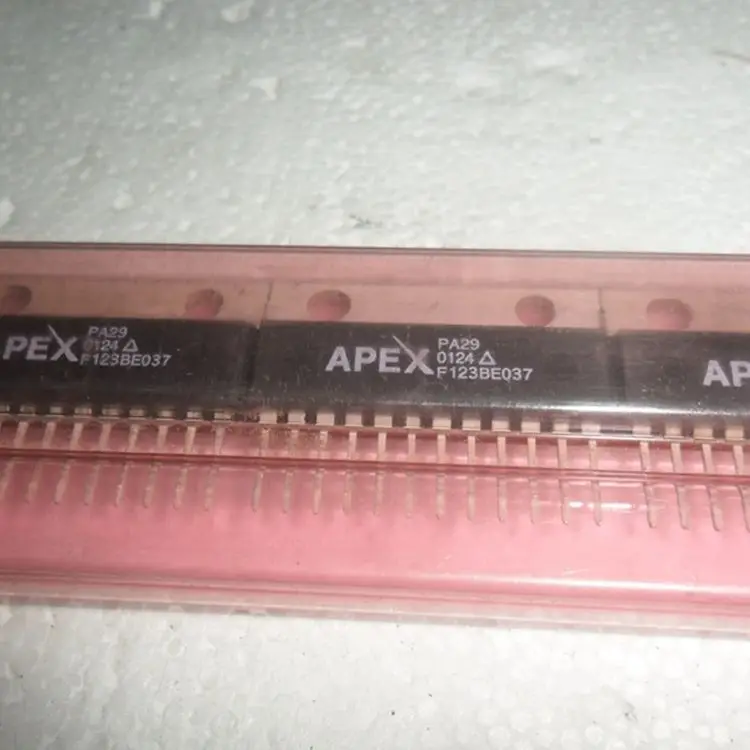 PEX
PA29
0124 △
F123BE037
APEX
PA29
0124 △
F123BE037
AP